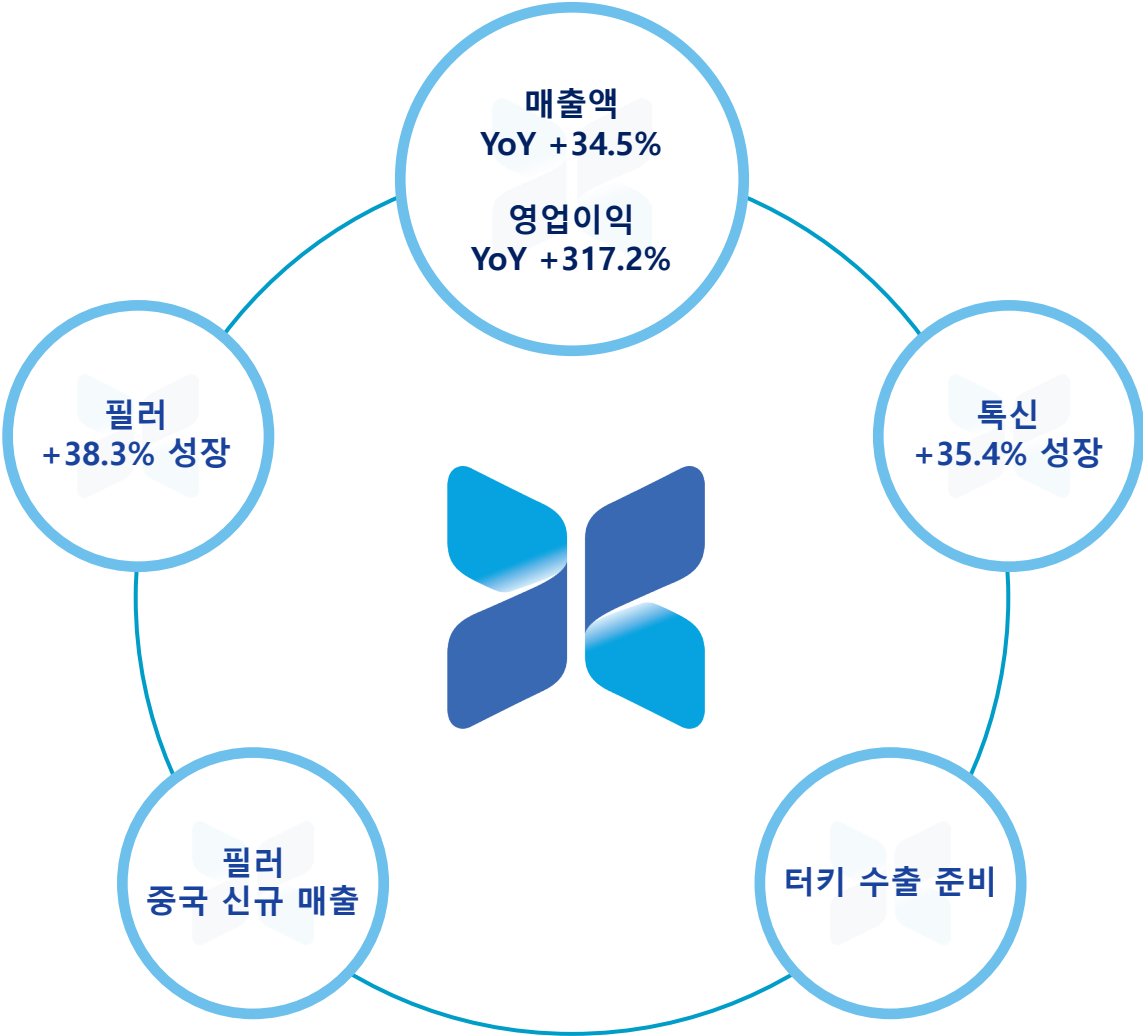 매출액
YoY +34.5%
영업이익
YoY +317.2%
필러
+38.3% 성장
톡신
+35.4% 성장
필러
중국 신규 매출
터키 수출 준비